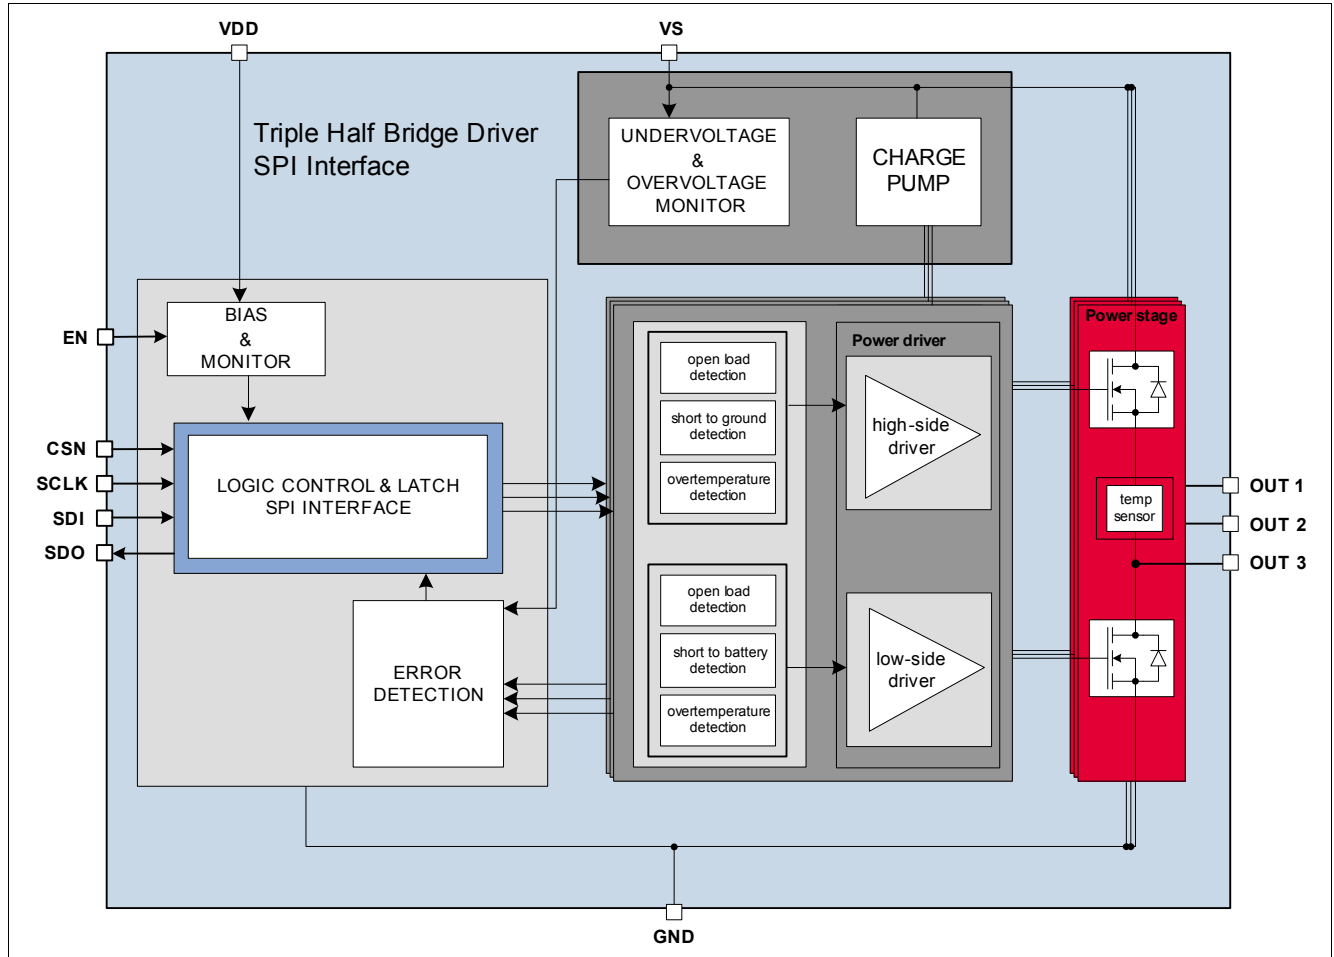 VDD
VS
Triple Half Bridge Driver
SPI Interface
UNDERVOLTAGE
&
OVERVOLTAGE
MONITOR
CHARGE
PUMP
EN
BIAS
&
MONITOR
CSN
SCLK
SDI
SDO
LOGIC CONTROL & LATCH
SPI INTERFACE
ERROR
DETECTION
open load
detection
short to ground
detection
overtemperature
detection
open load
detection
short to battery
detection
overtemperature
detection
Power driver
high-side
driver
low-side
driver
Power stage
temp
sensor
OUT 1
OUT 2
OUT 3
GND